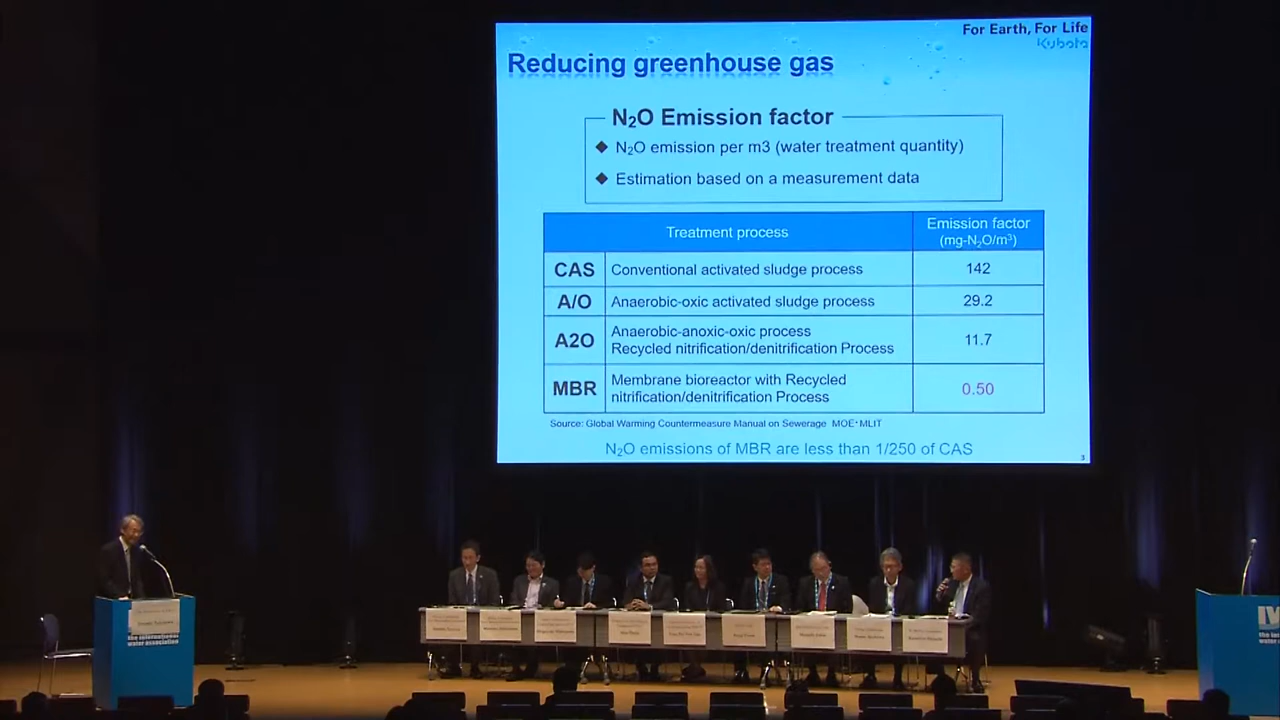 For Earth, For Life
Kubota
Reducing greenhouse gas
N₂O Emission factor
◆ N₂O emission per m3 (water treatment quantity)
◆ Estimation based on a measurement data
Treatment process
Emission factor
(mg-N₂O/m³)
CAS
Conventional activated sludge process
142
A/O
Anaerobic-oxic activated sludge process
29.2
A2O
Anaerobic-anoxic-oxic process
Recycled nitrification/denitrification Process
11.7
MBR
Membrane bioreactor with Recycled
nitrification/denitrification Process
0.50
Source: Global Warming Countermeasure Manual on Sewerage MOE・MLIT
N₂O emissions of MBR are less than 1/250 of CAS
3
the international
water association